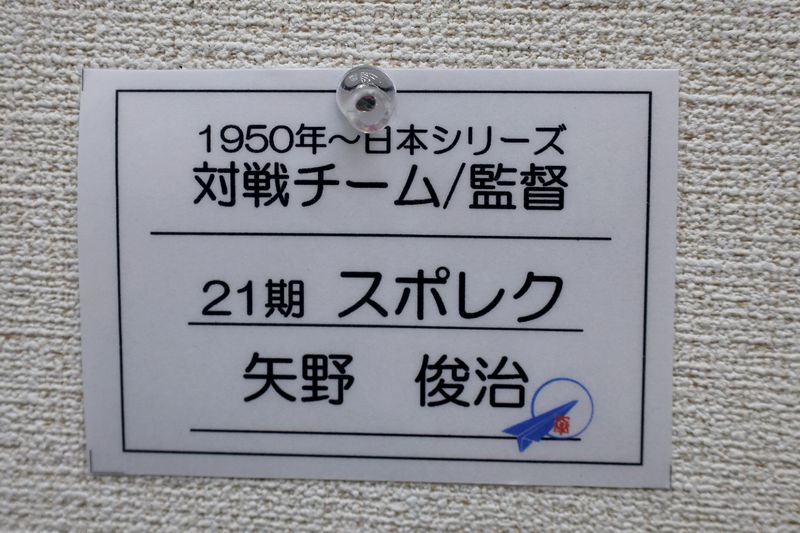 1950年～日本シリーズ
対戦チーム/監督
21期 スポレク
矢野 俊治